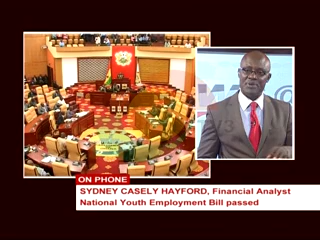 ON PHONE
SYDNEY CASELY HAYFORD, Financial Analyst
National Youth Employment Bill passed